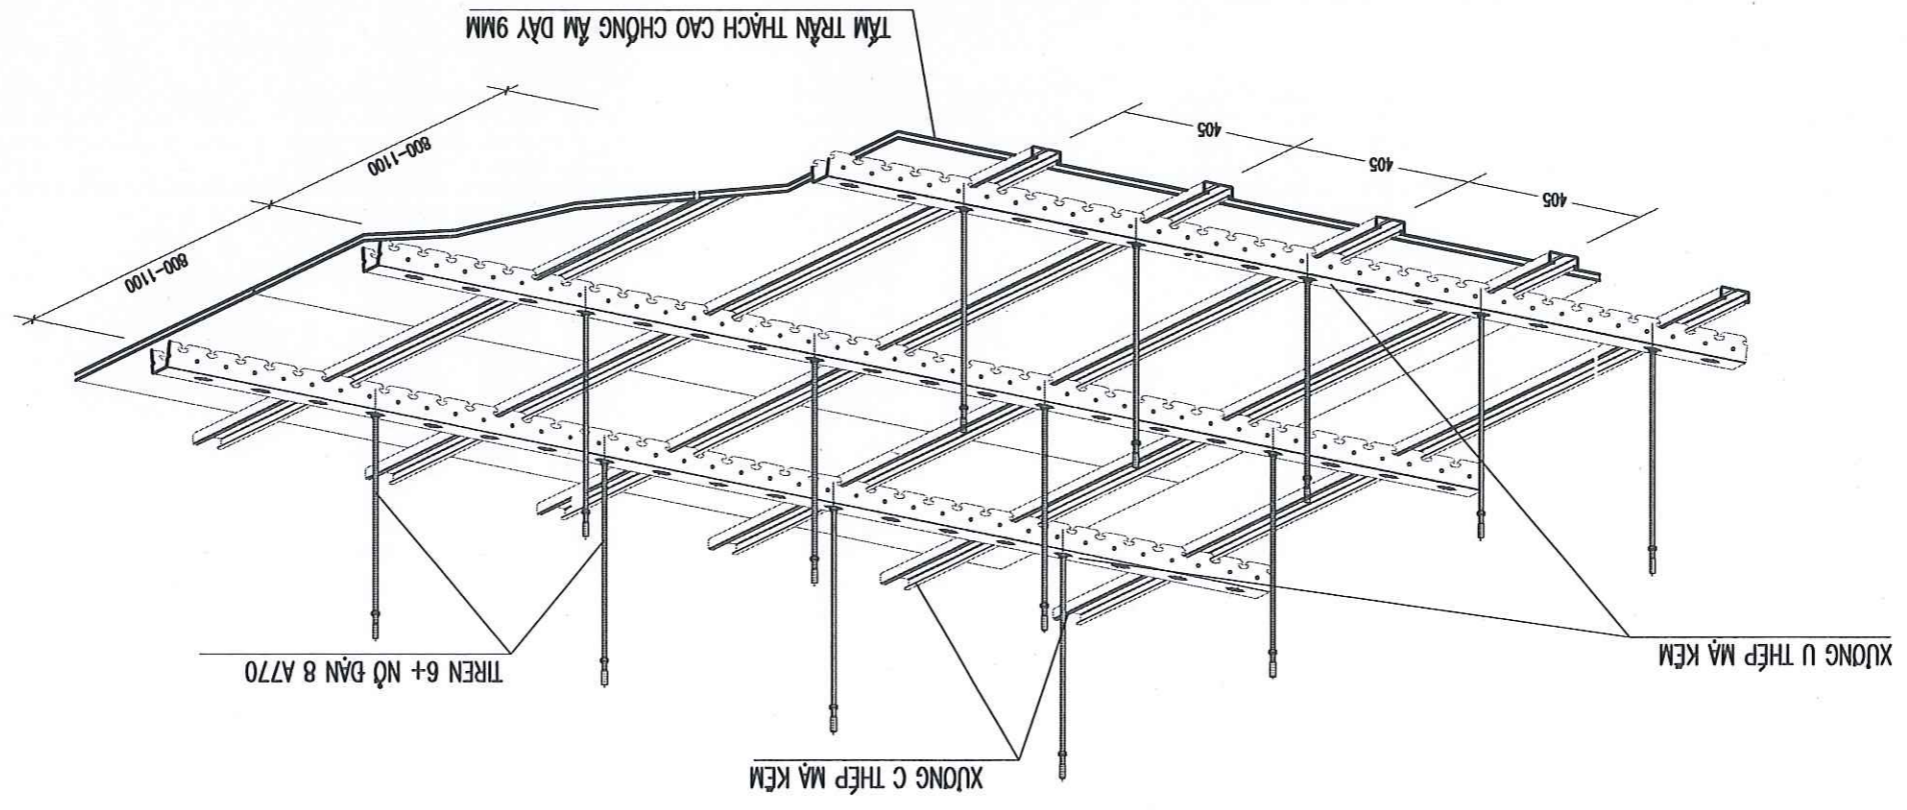 XƯƠNG C THÉP MẠ KẼM
XƯƠNG U THÉP MẠ KẼM
TIREN 6+ NỞ ĐẠN 8 A770
800-1100
405
405
405
800-1100
TẤM TRẦN THẠCH CAO CHỐNG ẨM DÀY 9MM